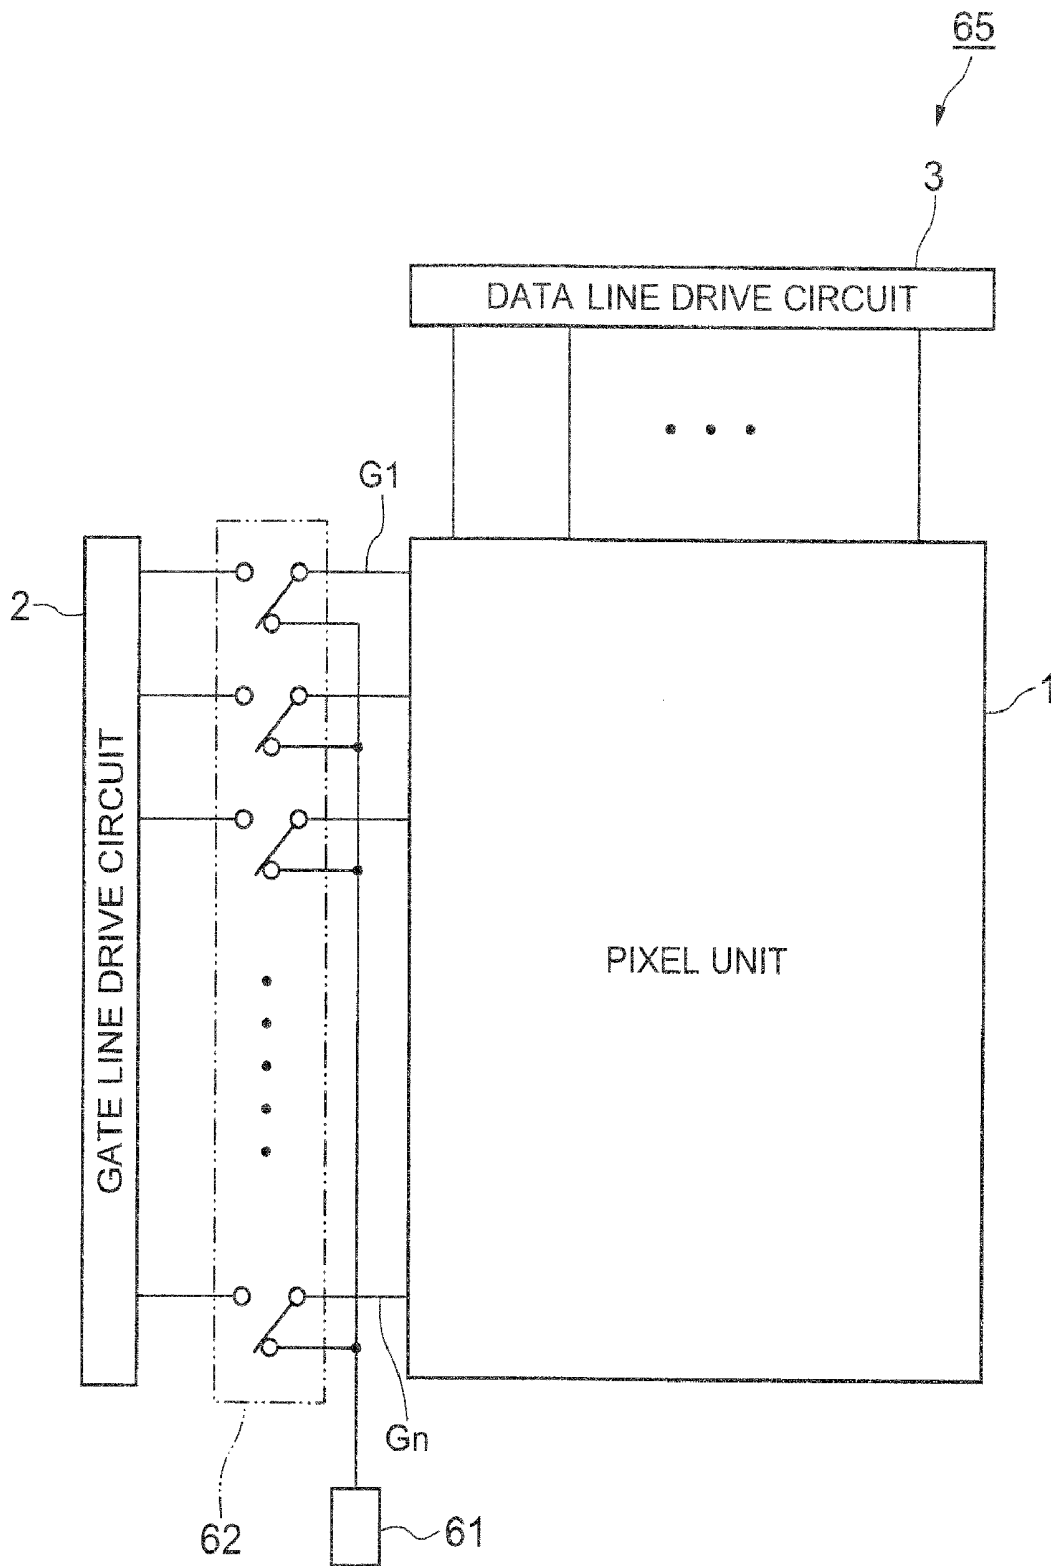 65
3
DATA LINE DRIVE CIRCUIT
G1
2
1
GATE LINE DRIVE CIRCUIT
PIXEL UNIT
Gn
62
61